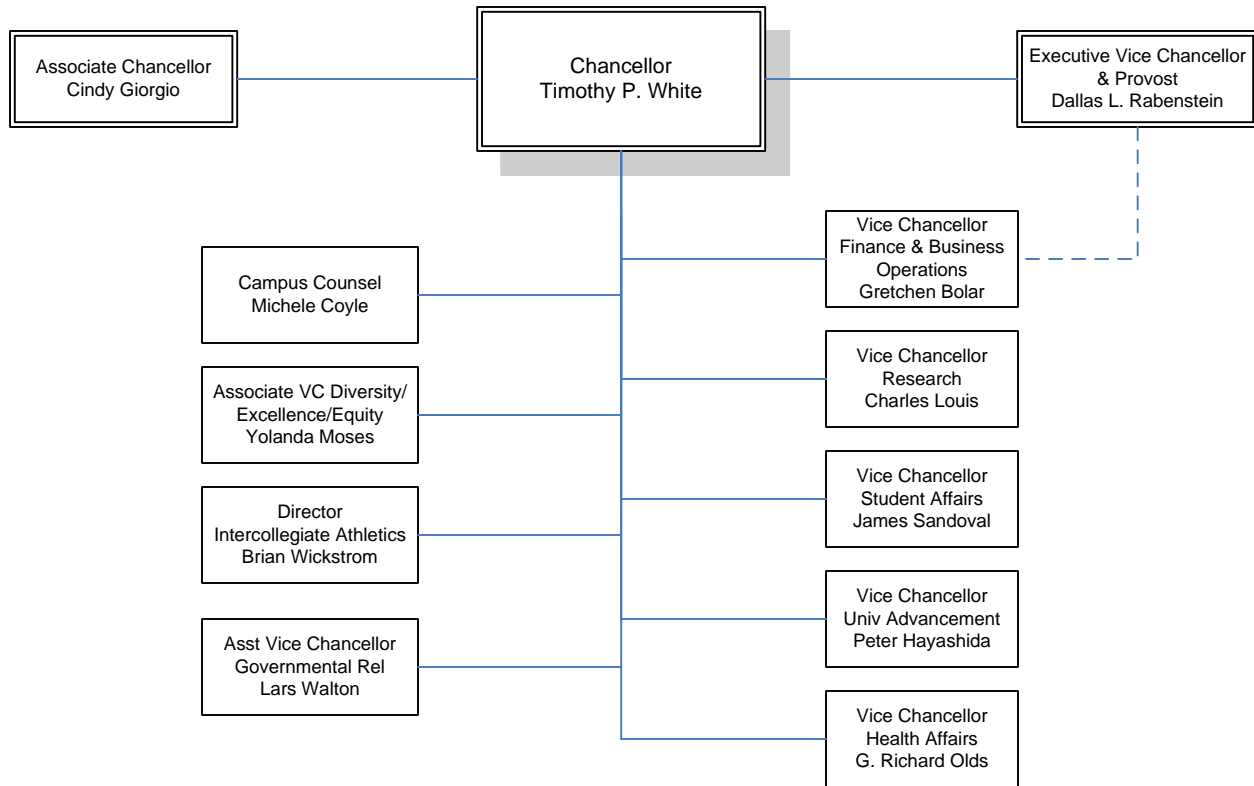 Associate Chancellor
Cindy Giorgio
Chancellor
Timothy P. White
Executive Vice Chancellor
& Provost
Dallas L. Rabenstein
Campus Counsel
Michele Coyle
Associate VC Diversity/
Excellence/Equity
Yolanda Moses
Director
Intercollegiate Athletics
Brian Wickstrom
Asst Vice Chancellor
Governmental Rel
Lars Walton
Vice Chancellor
Finance & Business
Operations
Gretchen Bolar
Vice Chancellor
Research
Charles Louis
Vice Chancellor
Student Affairs
James Sandoval
Vice Chancellor
Univ Advancement
Peter Hayashida
Vice Chancellor
Health Affairs
G. Richard Olds